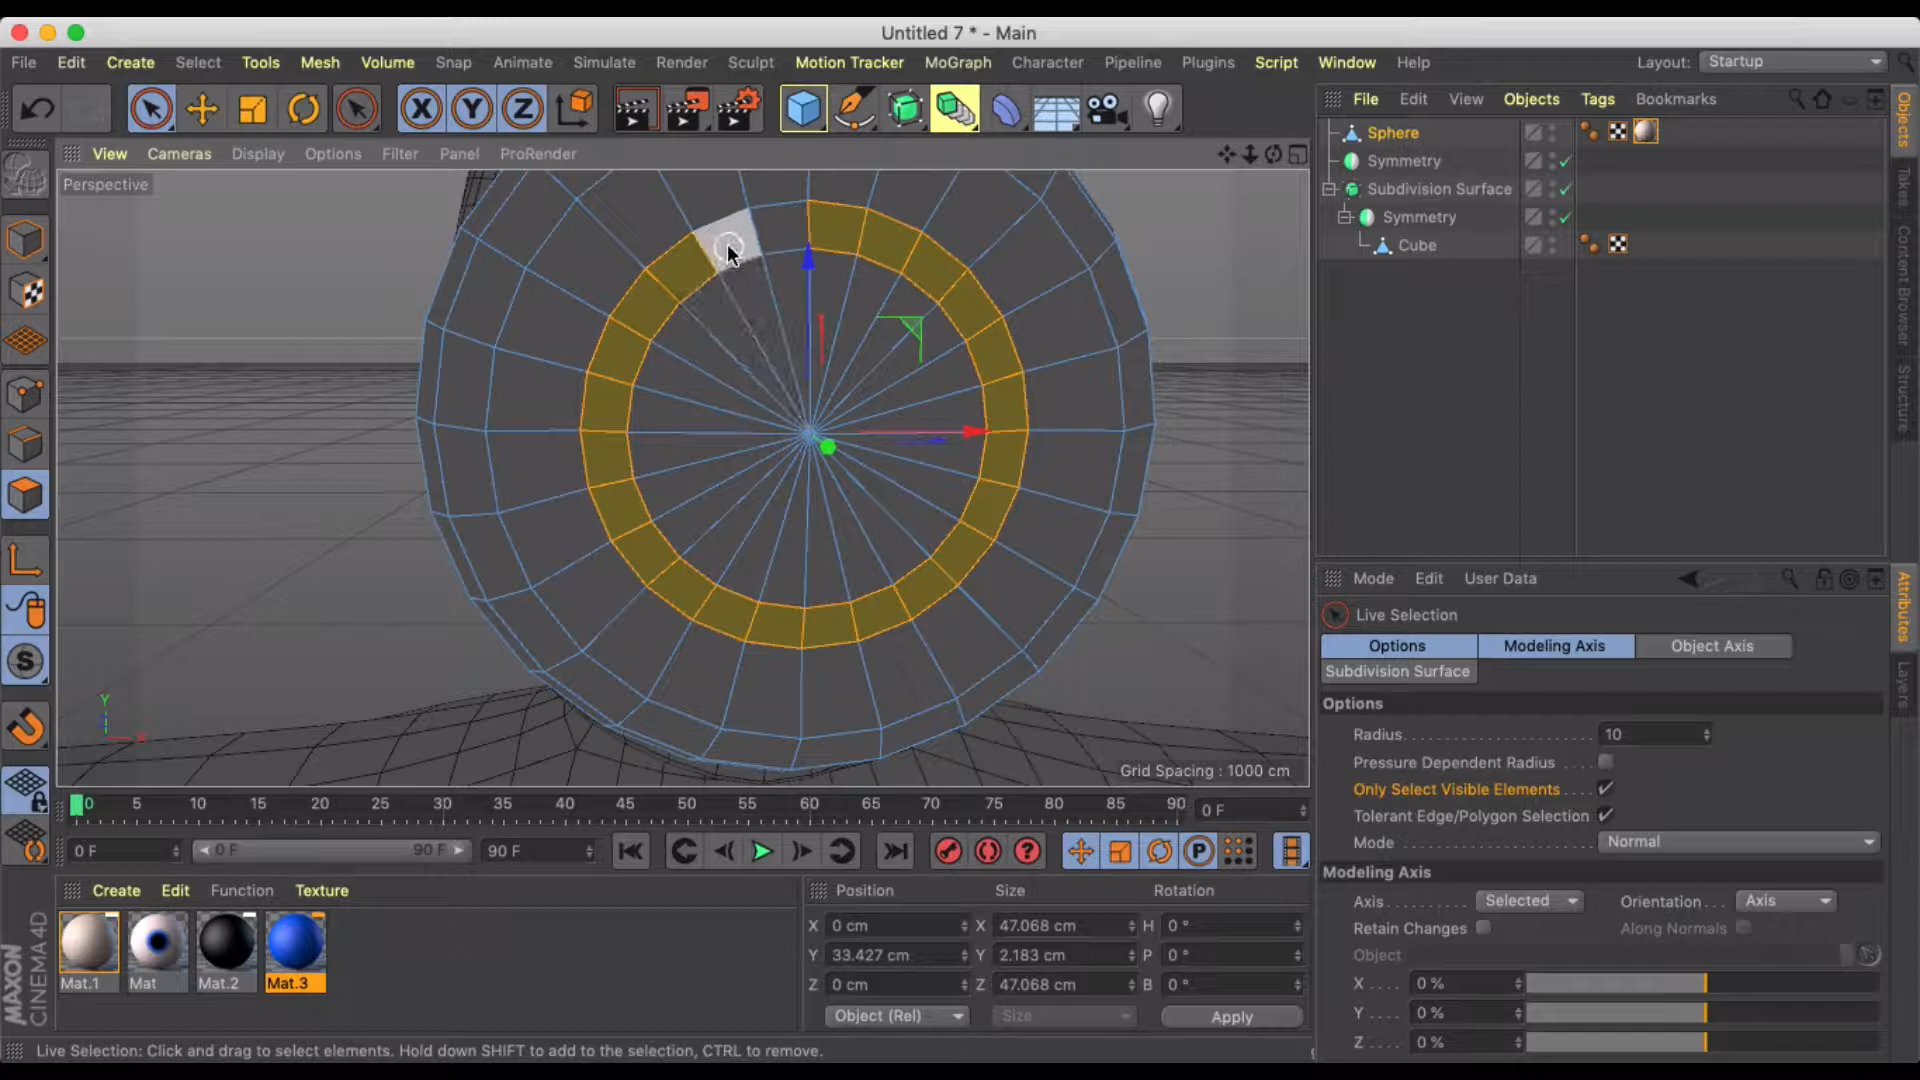 Untitled 7 * - Main
File Edit Create Select Tools Mesh Volume Snap Animate Simulate Render Sculpt Motion Tracker MoGraph Character Pipeline Plugins Script Window Help Layout: Startup
X Y Z
File Edit View Objects Tags Bookmarks
View Cameras Display Options Filter Panel ProRender
Perspective
Sphere
Symmetry
Subdivision Surface
Symmetry
Cube
Objects
Takes
Content Browser
Structure
Mode Edit User Data
Live Selection
Options Modeling Axis Object Axis
Subdivision Surface
Options
Radius 10
Pressure Dependent Radius
Only Select Visible Elements
Tolerant Edge/Polygon Selection
Mode Normal
Modeling Axis
Axis Selected Orientation Axis
Retain Changes Along Normals
Object
X 0 %
Y 0 %
Z 0 %
Attributes
Layers
S
Y
X
Grid Spacing : 1000 cm
0 5 10 15 20 25 30 35 40 45 50 55 60 65 70 75 80 85 90 0 F
0 F 0 F 90 F 90 F
P
Create Edit Function Texture
Mat.1 Mat Mat.2 Mat.3
Position Size Rotation
X 0 cm X 47.068 cm H 0 °
Y 33.427 cm Y 2.183 cm P 0 °
Z 0 cm Z 47.068 cm B 0 °
Object (Rel) Size Apply
MAXON
CINEMA 4D
Live Selection: Click and drag to select elements. Hold down SHIFT to add to the selection, CTRL to remove.